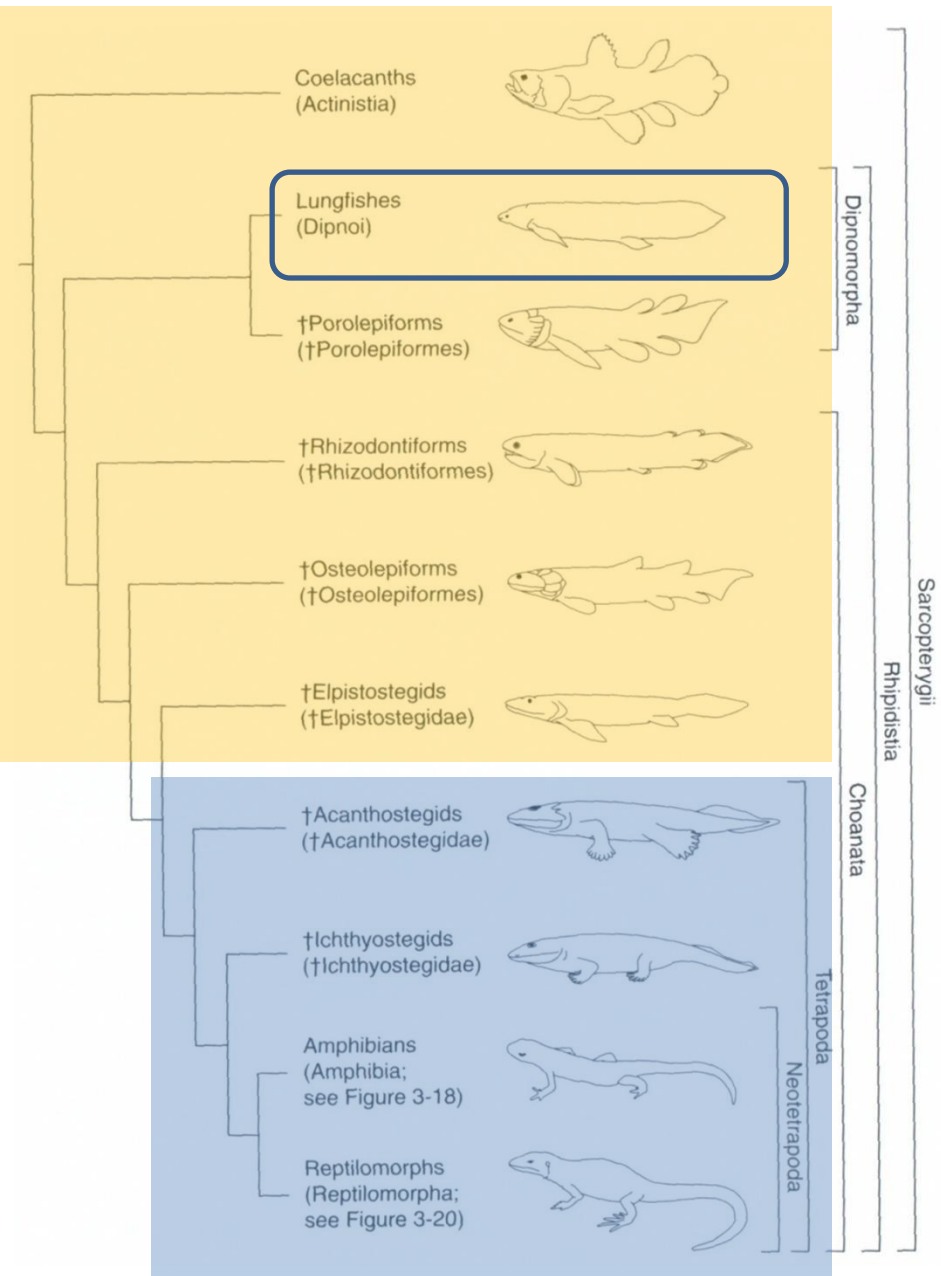 Coelacanths
(Actinistia)
Lungfishes
(Dipnoi)
†Porolepiforms
(†Porolepiformes)
†Rhizodontiforms
(†Rhizodontiformes)
†Osteolepiforms
(†Osteolepiformes)
†Elpistostegids
(†Elpistostegidae)
†Acanthostegids
(†Acanthostegidae)
†Ichthyostegids
(†Ichthyostegidae)
Amphibians
(Amphibia;
see Figure 3-18)
Reptilomorphs
(Reptilomorpha;
see Figure 3-20)
Dipnomorpha
Neotetrapoda
Tetrapoda
Choanata
Rhipidistia
Sarcopterygii